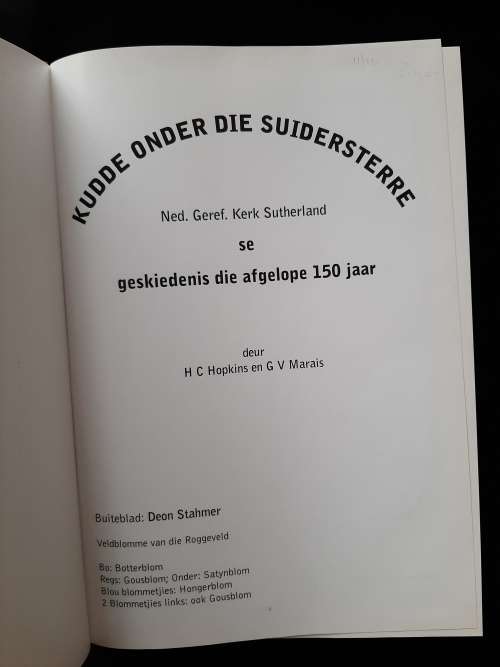 KUDDE ONDER DIE SUIDERSTERRE
Ned. Geref. Kerk Sutherland
se
geskiedenis die afgelope 150 jaar
deur
H C Hopkins en G V Marais
Buiteblad: Deon Stahmer
Veldblomme van die Roggeveld
Bo: Botterblom
Regs: Gousblom; Onder: Satynblom
Blou blommetjies: Hongerblom
2 Blommetjies links: ook Gousblom